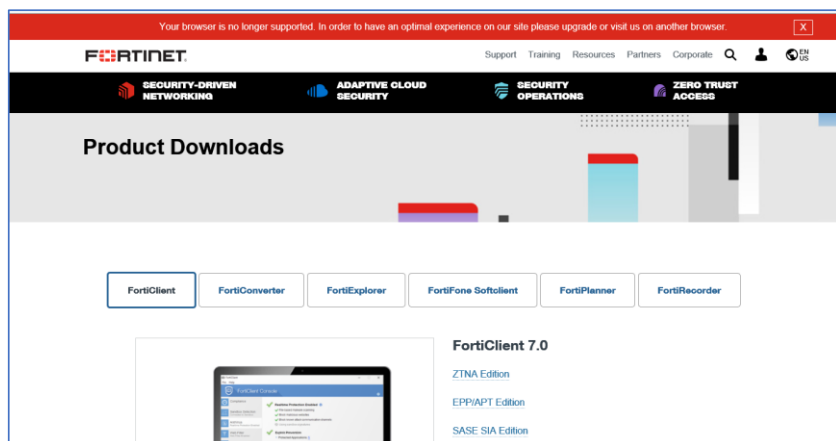 Your browser is no longer supported. In order to have an optimal experience on our site please upgrade or visit us on another browser. X
FORTINET
Support Training Resources Partners Corporate EN US
SECURITY-DRIVEN NETWORKING
ADAPTIVE CLOUD SECURITY
SECURITY OPERATIONS
ZERO TRUST ACCESS
Product Downloads
FortiClient FortiConverter FortiExplorer FortiFone Softclient FortiPlanner FortiRecorder
FortiClient 7.0
ZTNA Edition
EPP/APT Edition
SASE SIA Edition
FortiClient Console